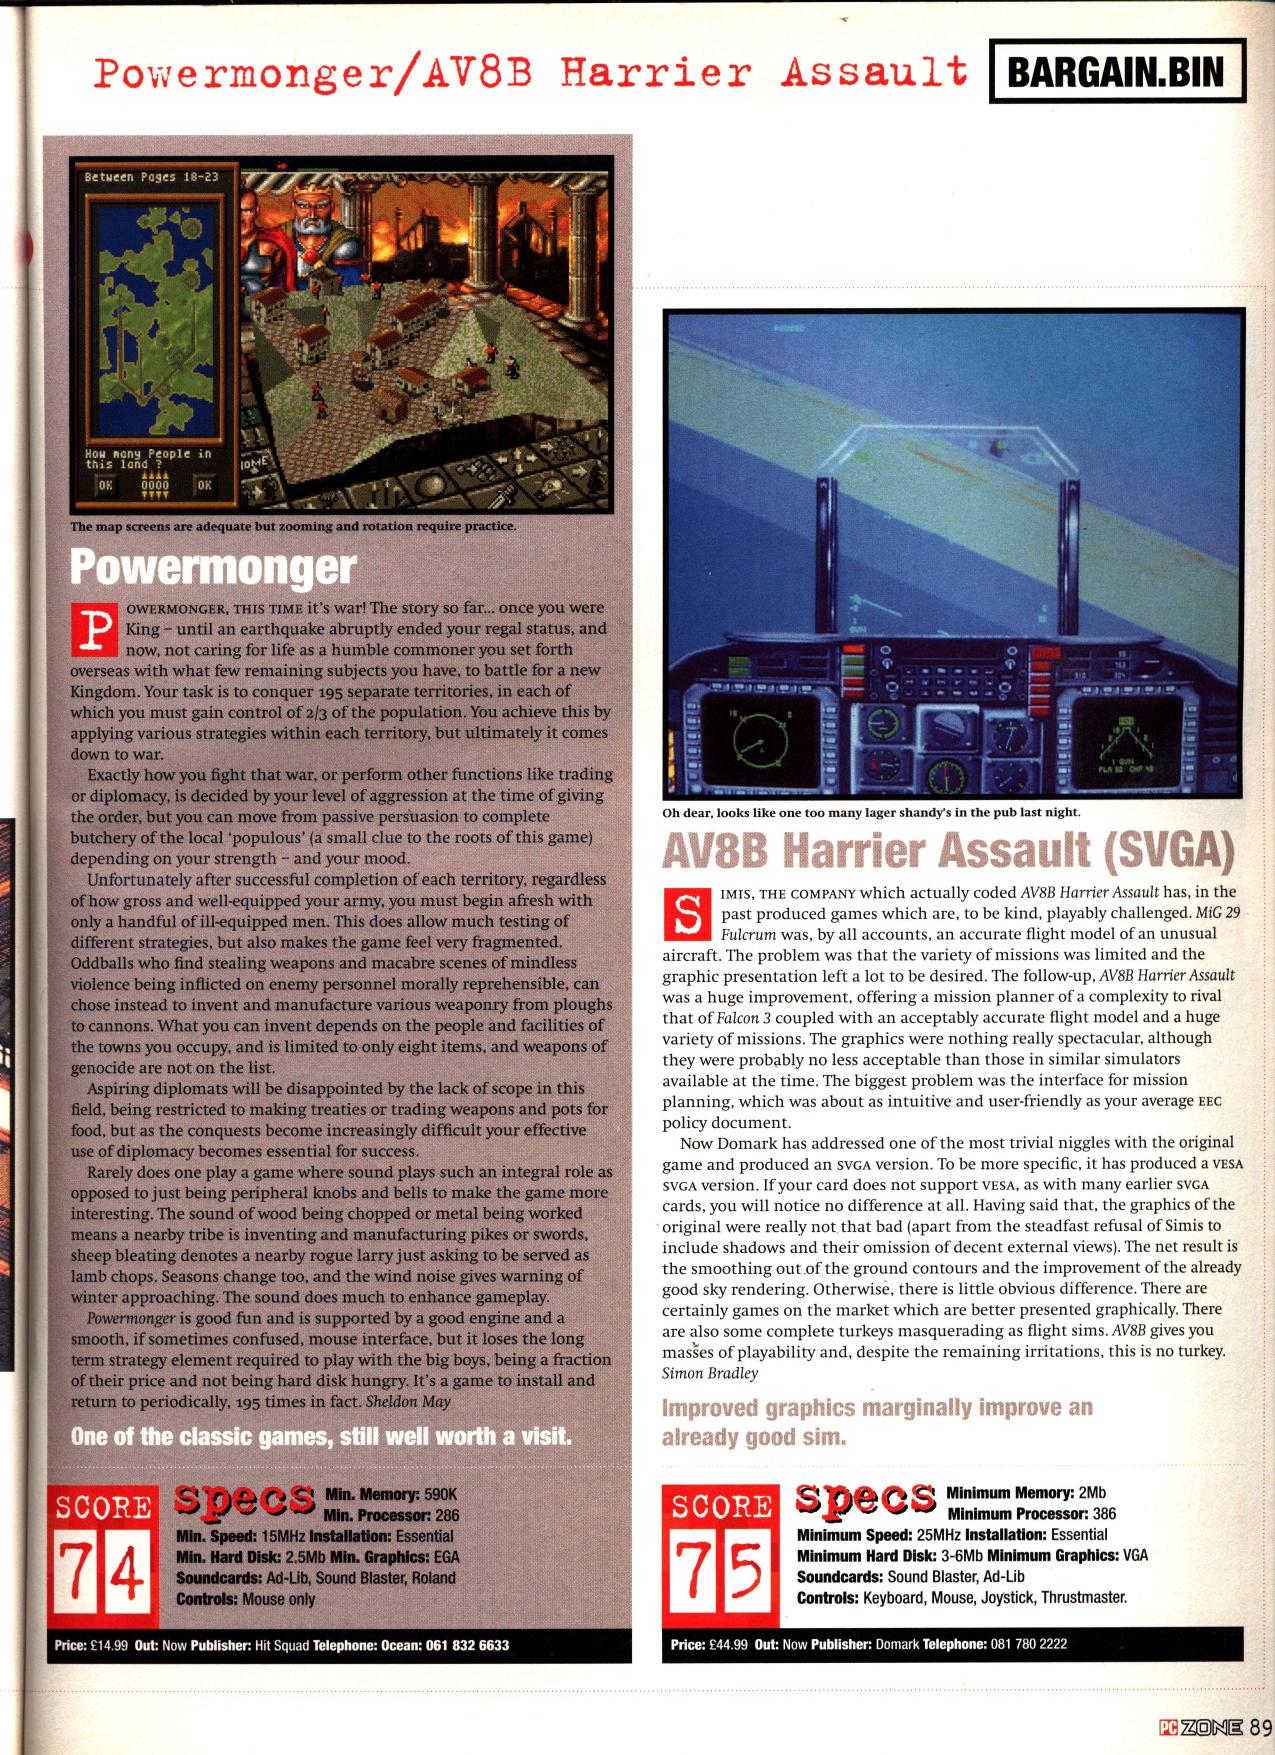 Powermonger/AV8B Harrier Assault
BARGAIN.BIN
Between Pages 18-23
How many People in
this land ?
OK 0000 OK
The map screens are adequate but zooming and rotation require practice.
Powermonger
POWERMONGER, THIS TIME it's war! The story so far... once you were
King – until an earthquake abruptly ended your regal status, and
now, not caring for life as a humble commoner you set forth
overseas with what few remaining subjects you have, to battle for a new
Kingdom. Your task is to conquer 195 separate territories, in each of
which you must gain control of 2/3 of the population. You achieve this by
applying various strategies within each territory, but ultimately it comes
down to war.
Exactly how you fight that war, or perform other functions like trading
or diplomacy, is decided by your level of aggression at the time of giving
the order, but you can move from passive persuasion to complete
butchery of the local 'populous' (a small clue to the roots of this game)
depending on your strength – and your mood.
Unfortunately after successful completion of each territory, regardless
of how gross and well-equipped your army, you must begin afresh with
only a handful of ill-equipped men. This does allow much testing of
different strategies, but also makes the game feel very fragmented.
Oddballs who find stealing weapons and macabre scenes of mindless
violence being inflicted on enemy personnel morally reprehensible, can
chose instead to invent and manufacture various weaponry from ploughs
to cannons. What you can invent depends on the people and facilities of
the towns you occupy, and is limited to only eight items, and weapons of
genocide are not on the list.
Aspiring diplomats will be disappointed by the lack of scope in this
field, being restricted to making treaties or trading weapons and pots for
food, but as the conquests become increasingly difficult your effective
use of diplomacy becomes essential for success.
Rarely does one play a game where sound plays such an integral role as
opposed to just being peripheral knobs and bells to make the game more
interesting. The sound of wood being chopped or metal being worked
means a nearby tribe is inventing and manufacturing pikes or swords,
sheep bleating denotes a nearby rogue larry just asking to be served as
lamb chops. Seasons change too, and the wind noise gives warning of
winter approaching. The sound does much to enhance gameplay.
Powermonger is good fun and is supported by a good engine and a
smooth, if sometimes confused, mouse interface, but it loses the long
term strategy element required to play with the big boys, being a fraction
of their price and not being hard disk hungry. It's a game to install and
return to periodically, 195 times in fact. Sheldon May
One of the classic games, still well worth a visit.
SCORE
74
specs Min. Memory: 590K
Min. Processor: 286
Min. Speed: 15MHz Installation: Essential
Min. Hard Disk: 2.5Mb Min. Graphics: EGA
Soundcards: Ad-Lib, Sound Blaster, Roland
Controls: Mouse only
Price: £14.99 Out: Now Publisher: Hit Squad Telephone: Ocean: 061 832 6633
Oh dear, looks like one too many lager shandy's in the pub last night.
AV8B Harrier Assault (SVGA)
SIMIS, THE COMPANY which actually coded AV8B Harrier Assault has, in the
past produced games which are, to be kind, playably challenged. MiG 29
Fulcrum was, by all accounts, an accurate flight model of an unusual
aircraft. The problem was that the variety of missions was limited and the
graphic presentation left a lot to be desired. The follow-up, AV8B Harrier Assault
was a huge improvement, offering a mission planner of a complexity to rival
that of Falcon 3 coupled with an acceptably accurate flight model and a huge
variety of missions. The graphics were nothing really spectacular, although
they were probably no less acceptable than those in similar simulators
available at the time. The biggest problem was the interface for mission
planning, which was about as intuitive and user-friendly as your average EEC
policy document.
Now Domark has addressed one of the most trivial niggles with the original
game and produced an SVGA version. To be more specific, it has produced a VESA
SVGA version. If your card does not support VESA, as with many earlier SVGA
cards, you will notice no difference at all. Having said that, the graphics of the
original were really not that bad (apart from the steadfast refusal of Simis to
include shadows and their omission of decent external views). The net result is
the smoothing out of the ground contours and the improvement of the already
good sky rendering. Otherwise, there is little obvious difference. There are
certainly games on the market which are better presented graphically. There
are also some complete turkeys masquerading as flight sims. AV8B gives you
masses of playability and, despite the remaining irritations, this is no turkey.
Simon Bradley
Improved graphics marginally improve an
already good sim.
SCORE
75
specs Minimum Memory: 2Mb
Minimum Processor: 386
Minimum Speed: 25MHz Installation: Essential
Minimum Hard Disk: 3-6Mb Minimum Graphics: VGA
Soundcards: Sound Blaster, Ad-Lib
Controls: Keyboard, Mouse, Joystick, Thrustmaster.
Price: £44.99 Out: Now Publisher: Domark Telephone: 081 780 2222
PC ZONE 89